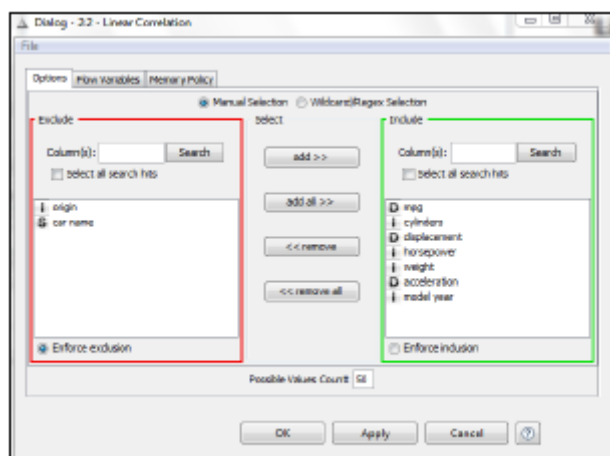 Dialog - 2:2 - Linear Correlation
File
Options Flow Variables Memory Policy
Manual Selection Wildcard/Regex Selection
Exclude
Column(s): Search
Select all search hits
I origin
S car name
Enforce exclusion
Select
add >>
add all >>
<< remove
<< remove all
Include
Column(s): Search
Select all search hits
D mpg
I cylinders
D displacement
I horsepower
I weight
D acceleration
I model year
Enforce inclusion
Possible Values Count: 50
OK Apply Cancel ?